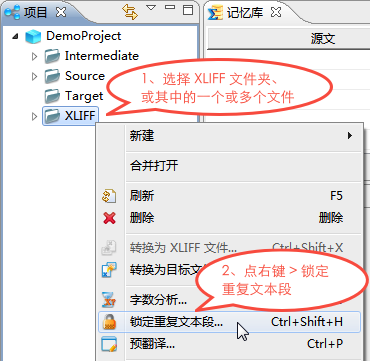 项目
记忆库
源文
DemoProject
Intermediate
Source
Target
XLIFF
1、选择 XLIFF 文件夹、
或其中的一个或多个文件
新建
合并打开
刷新 F5
删除 删除
转换为 XLIFF 文件... Ctrl+Shift+X
转换为目标文
2、点右键 > 锁定
重复文本段
字数分析...
锁定重复文本段... Ctrl+Shift+H
预翻译... Ctrl+P